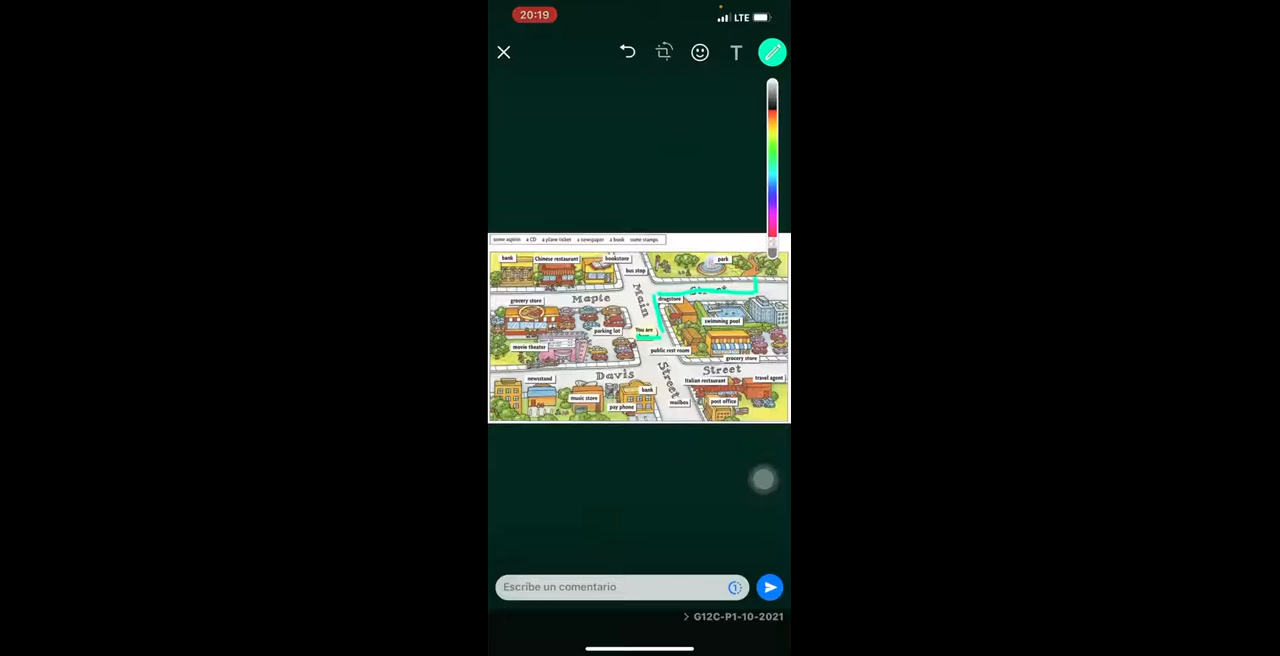 20:19
LTE
T
some aspirin a CD a plane ticket a newspaper a book some stamps
bank
Chinese restaurant
bookstore
park
bus stop
Street
Maple
Main
grocery store
drugstore
swimming pool
parking lot
You are
movie theater
public rest room
grocery store
Davis
Street
Street
newsstand
Italian restaurant
travel agent
music store
bank
pay phone
mailbox
post office
Escribe un comentario
1
> G12C-P1-10-2021